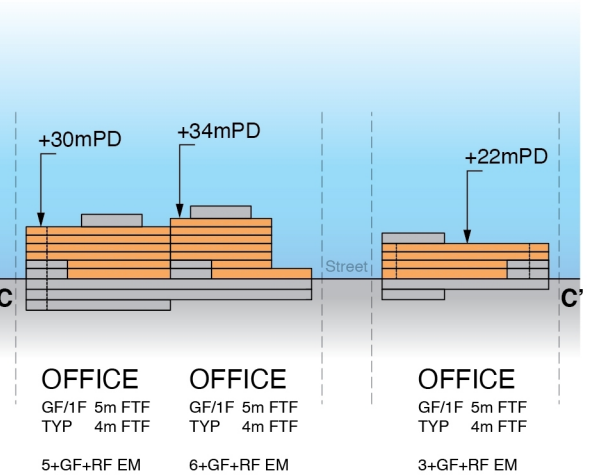 +30mPD
+34mPD
+22mPD
Street
C
C'
OFFICE
GF/1F 5m FTF
TYP 4m FTF
5+GF+RF EM
OFFICE
GF/1F 5m FTF
TYP 4m FTF
6+GF+RF EM
OFFICE
GF/1F 5m FTF
TYP 4m FTF
3+GF+RF EM